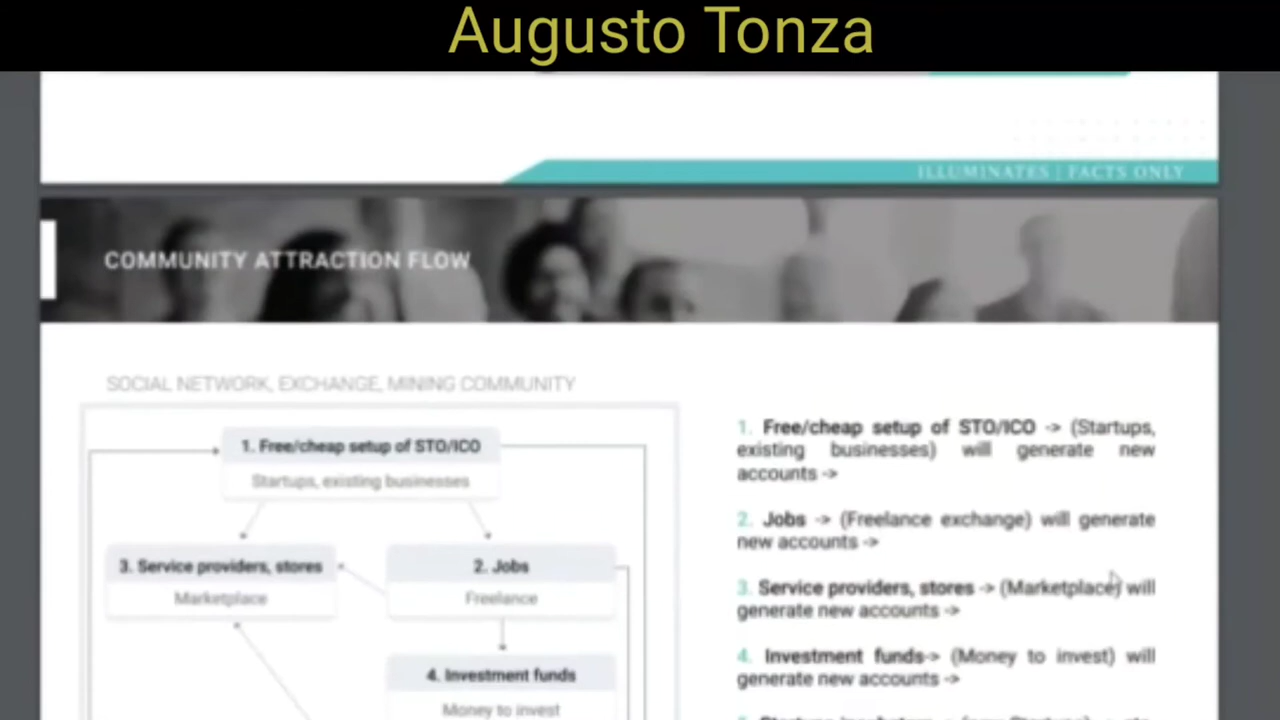 Augusto Tonza
ILLUMINATES | FACTS ONLY
COMMUNITY ATTRACTION FLOW
SOCIAL NETWORK, EXCHANGE, MINING COMMUNITY
1. Free/cheap setup of STO/ICO
Startups, existing businesses
3. Service providers, stores
Marketplace
2. Jobs
Freelance
4. Investment funds
Money to invest
1. Free/cheap setup of STO/ICO -> (Startups,
existing businesses) will generate new
accounts ->
2. Jobs -> (Freelance exchange) will generate
new accounts ->
3. Service providers, stores -> (Marketplace) will
generate new accounts ->
4. Investment funds-> (Money to invest) will
generate new accounts ->